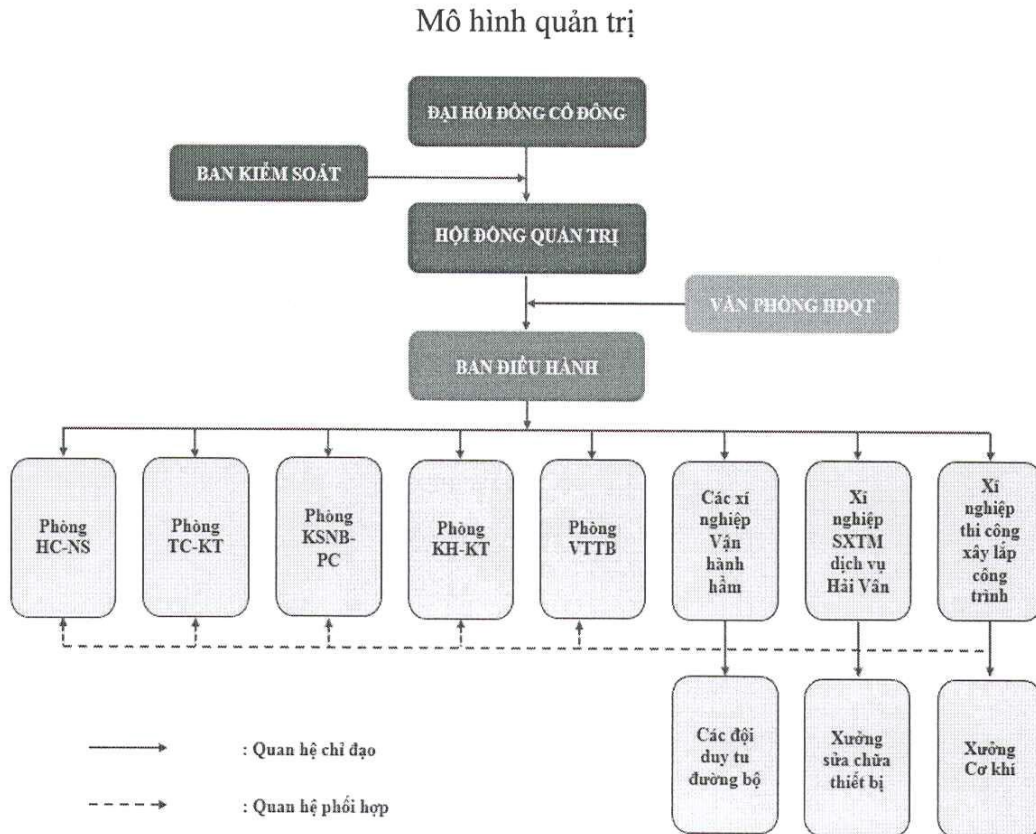 Mô hình quản trị
ĐẠI HỘI ĐỒNG CỔ ĐÔNG
BAN KIỂM SOÁT
HỘI ĐỒNG QUẢN TRỊ
VĂN PHÒNG HĐQT
BAN ĐIỀU HÀNH
Phòng
HC-NS
Phòng
TC-KT
Phòng
KSNB-
PC
Phòng
KH-KT
Phòng
VTTB
Các xí
nghiệp
Vận
hành
hầm
Xí
nghiệp
SXTM
dịch vụ
Hải Vân
Xí
nghiệp
thi công
xây lắp
công
trình
Các đội
duy tu
đường bộ
Xưởng
sửa chữa
thiết bị
Xưởng
Cơ khí
: Quan hệ chỉ đạo
: Quan hệ phối hợp